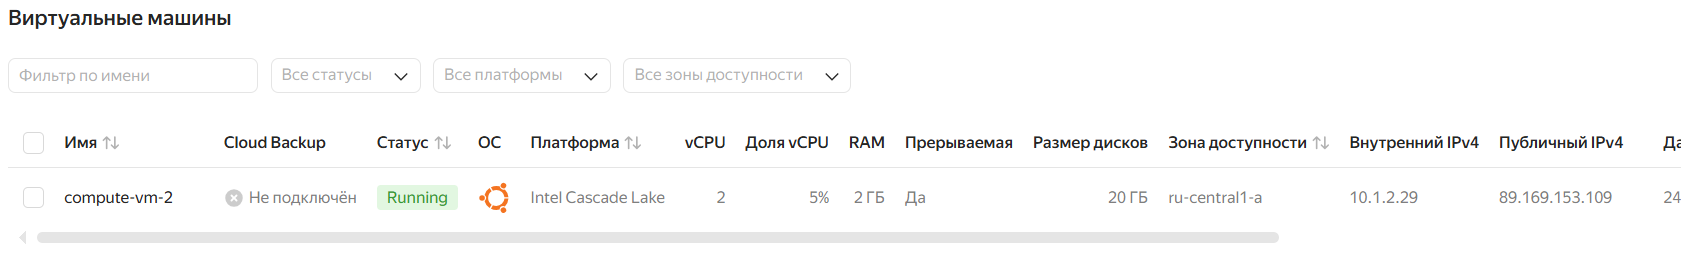 Виртуальные машины
Фильтр по имени Все статусы Все платформы Все зоны доступности
Имя Cloud Backup Статус ОС Платформа vCPU Доля vCPU RAM Прерываемая Размер дисков Зона доступности Внутренний IPv4 Публичный IPv4 Да
compute-vm-2 Не подключён Running Intel Cascade Lake 2 5% 2 ГБ Да 20 ГБ ru-central1-a 10.1.2.29 89.169.153.109 24